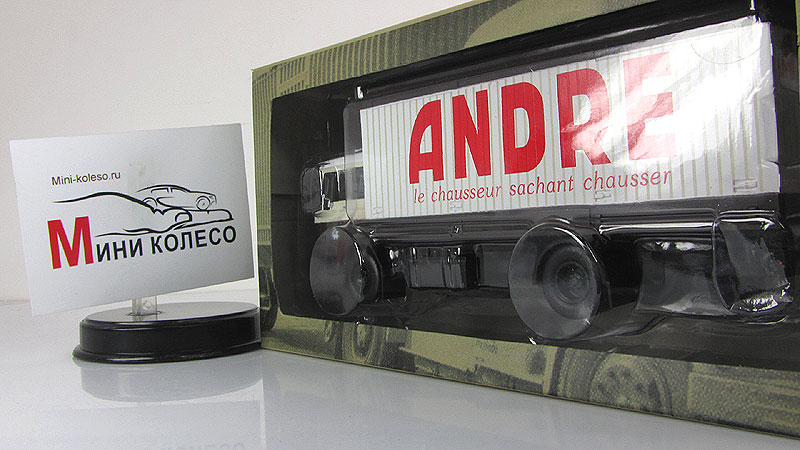 Mini-koleso.ru
Мини колесо
ANDRE
le chausseur sachant chausser